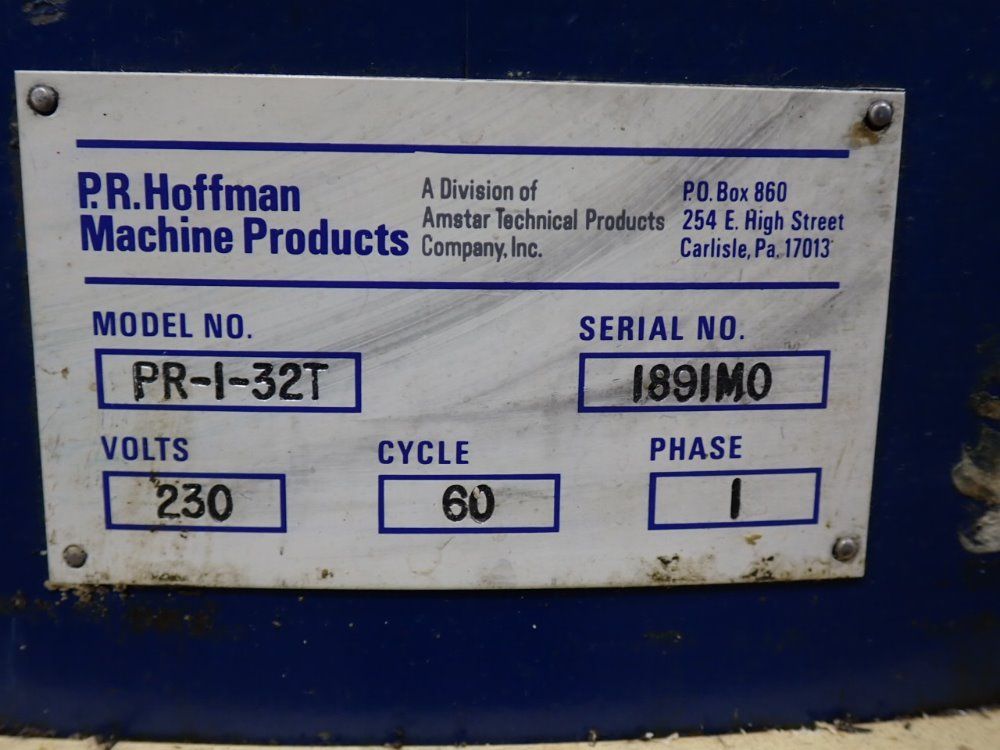 P.R.Hoffman
Machine Products
A Division of
Amstar Technical Products
Company, Inc.
P.O. Box 860
254 E. High Street
Carlisle, Pa. 17013
MODEL NO.
PR-1-32T
SERIAL NO.
1891MO
VOLTS
230
CYCLE
60
PHASE
1